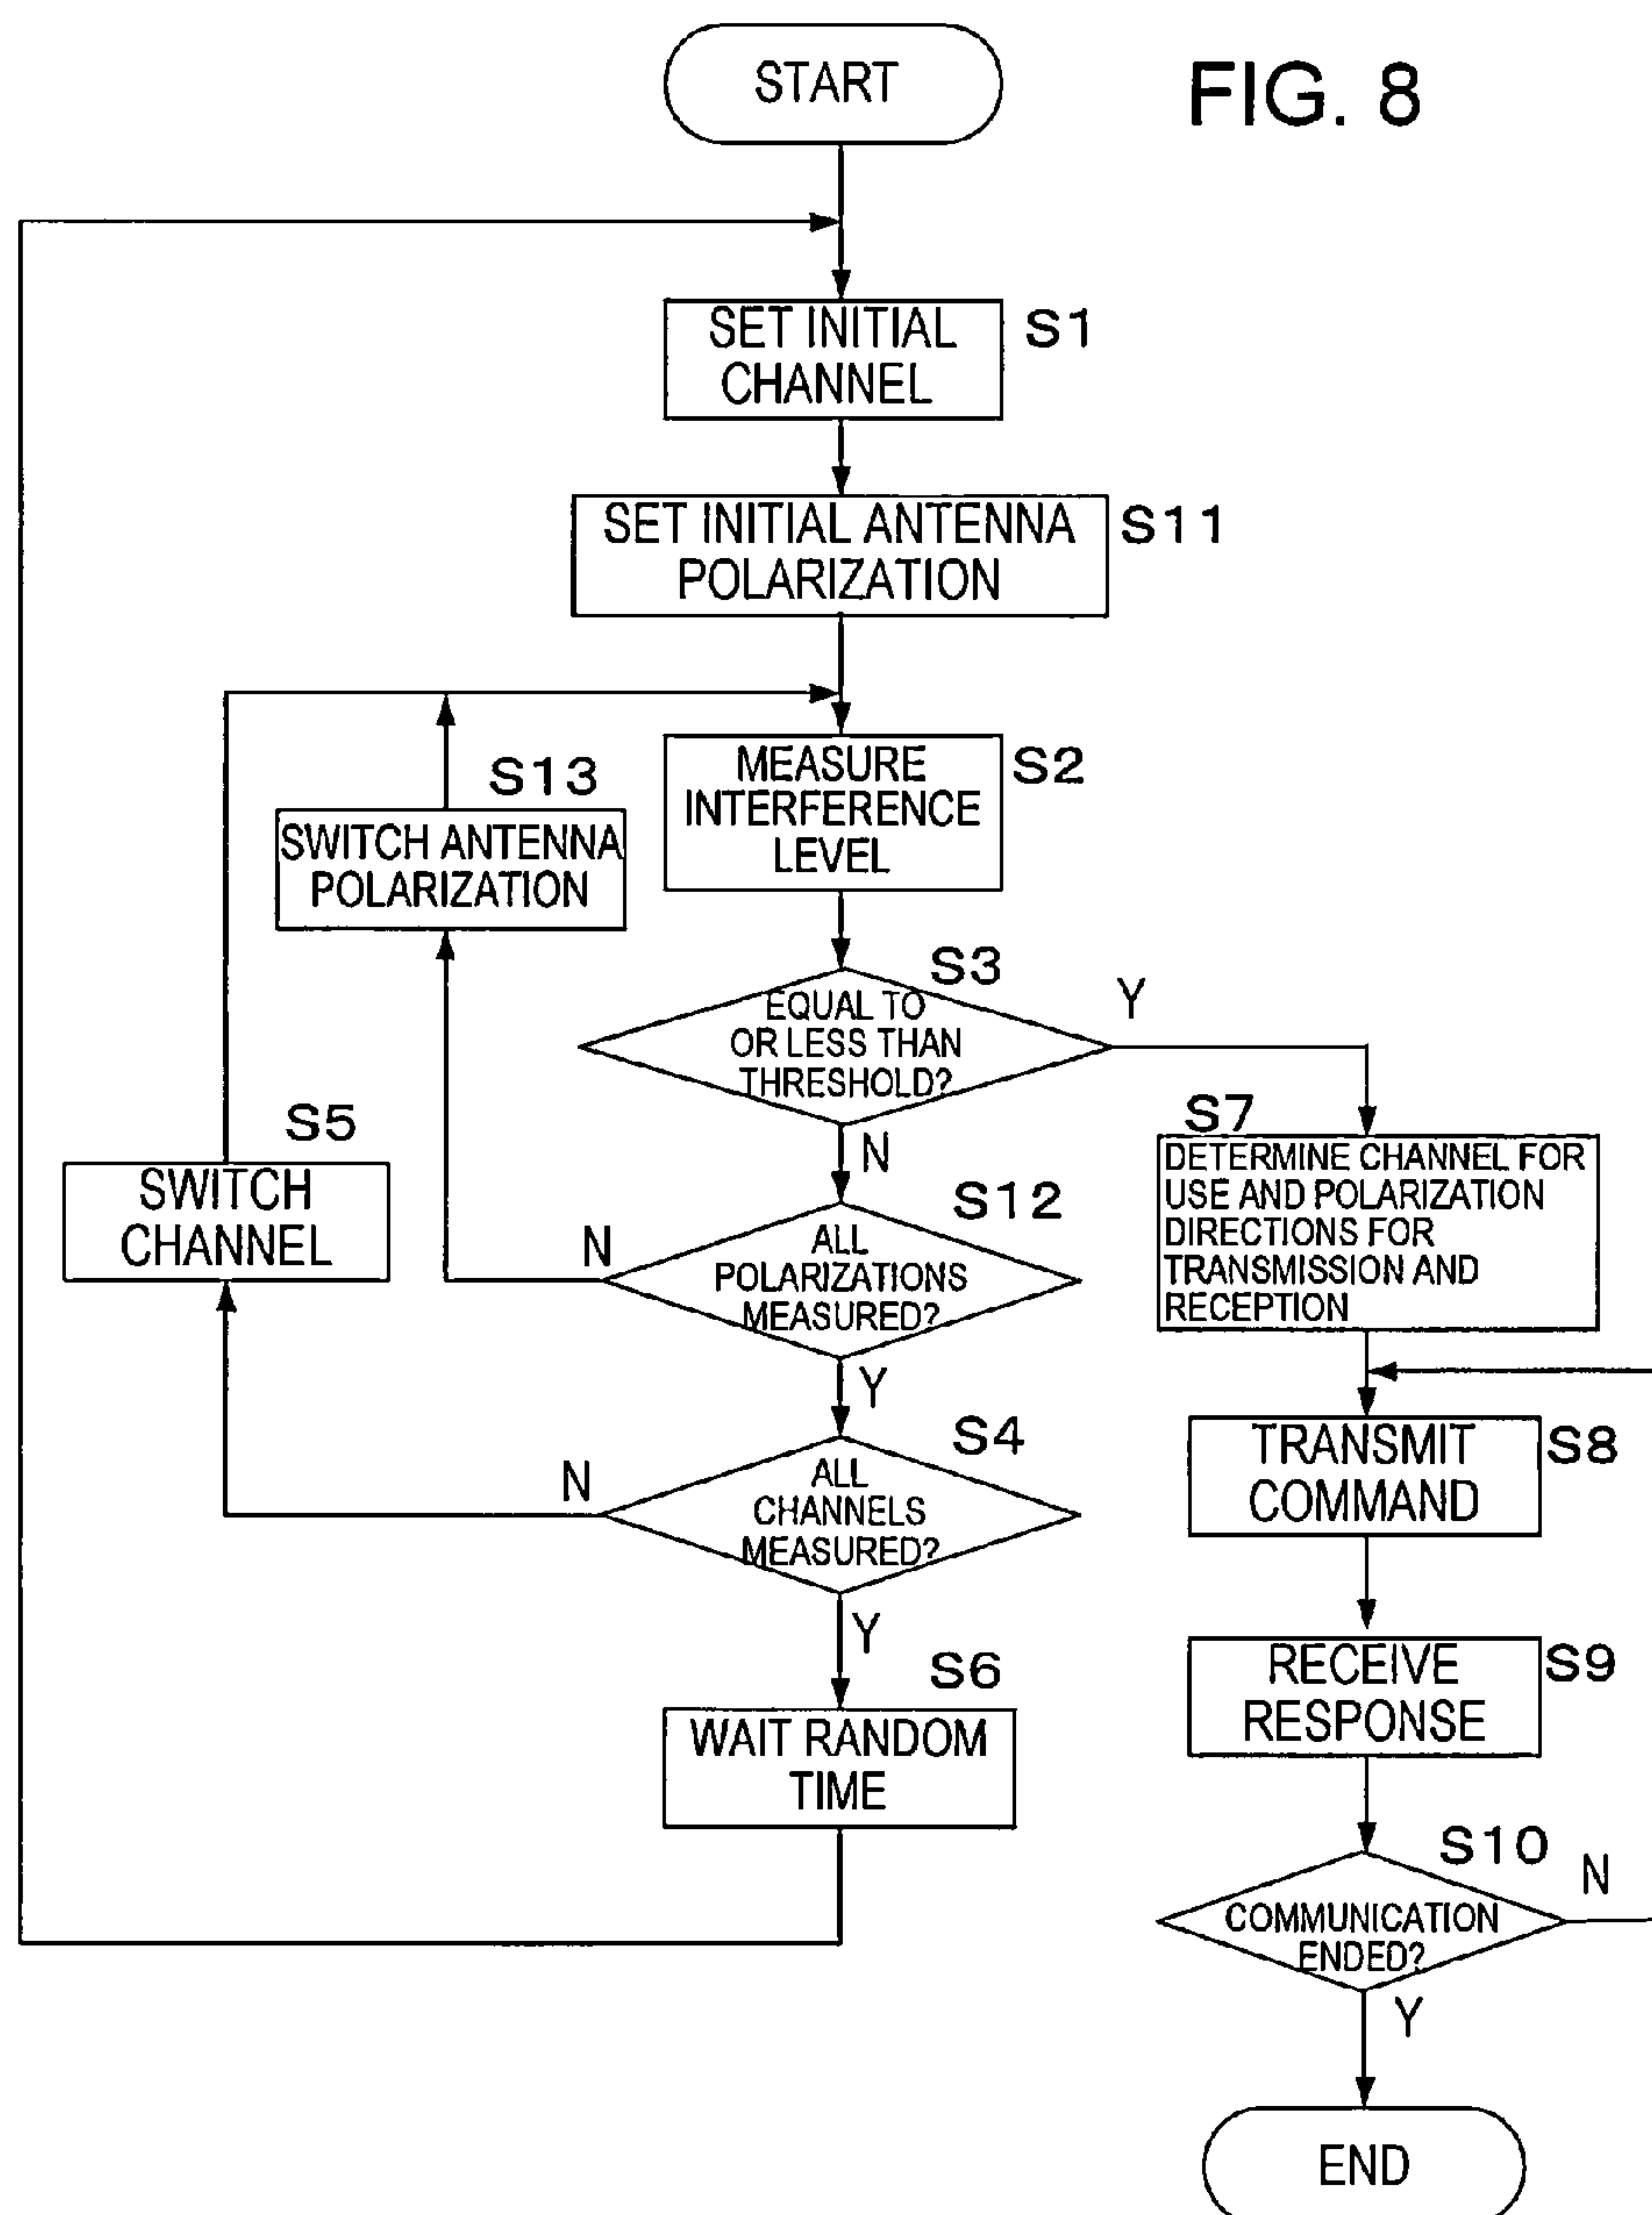 START
FIG. 8
SET INITIAL
CHANNEL
S1
SET INITIAL ANTENNA
POLARIZATION
S11
MEASURE
INTERFERENCE
LEVEL
S2
S13
SWITCH ANTENNA
POLARIZATION
S3
EQUAL TO
OR LESS THAN
THRESHOLD?
Y
N
S5
SWITCH
CHANNEL
S7
DETERMINE CHANNEL FOR
USE AND POLARIZATION
DIRECTIONS FOR
TRANSMISSION AND
RECEPTION
S12
ALL
POLARIZATIONS
MEASURED?
N
Y
S4
ALL
CHANNELS
MEASURED?
N
Y
TRANSMIT
COMMAND
S8
S6
WAIT RANDOM
TIME
RECEIVE
RESPONSE
S9
S10
COMMUNICATION
ENDED?
N
Y
END